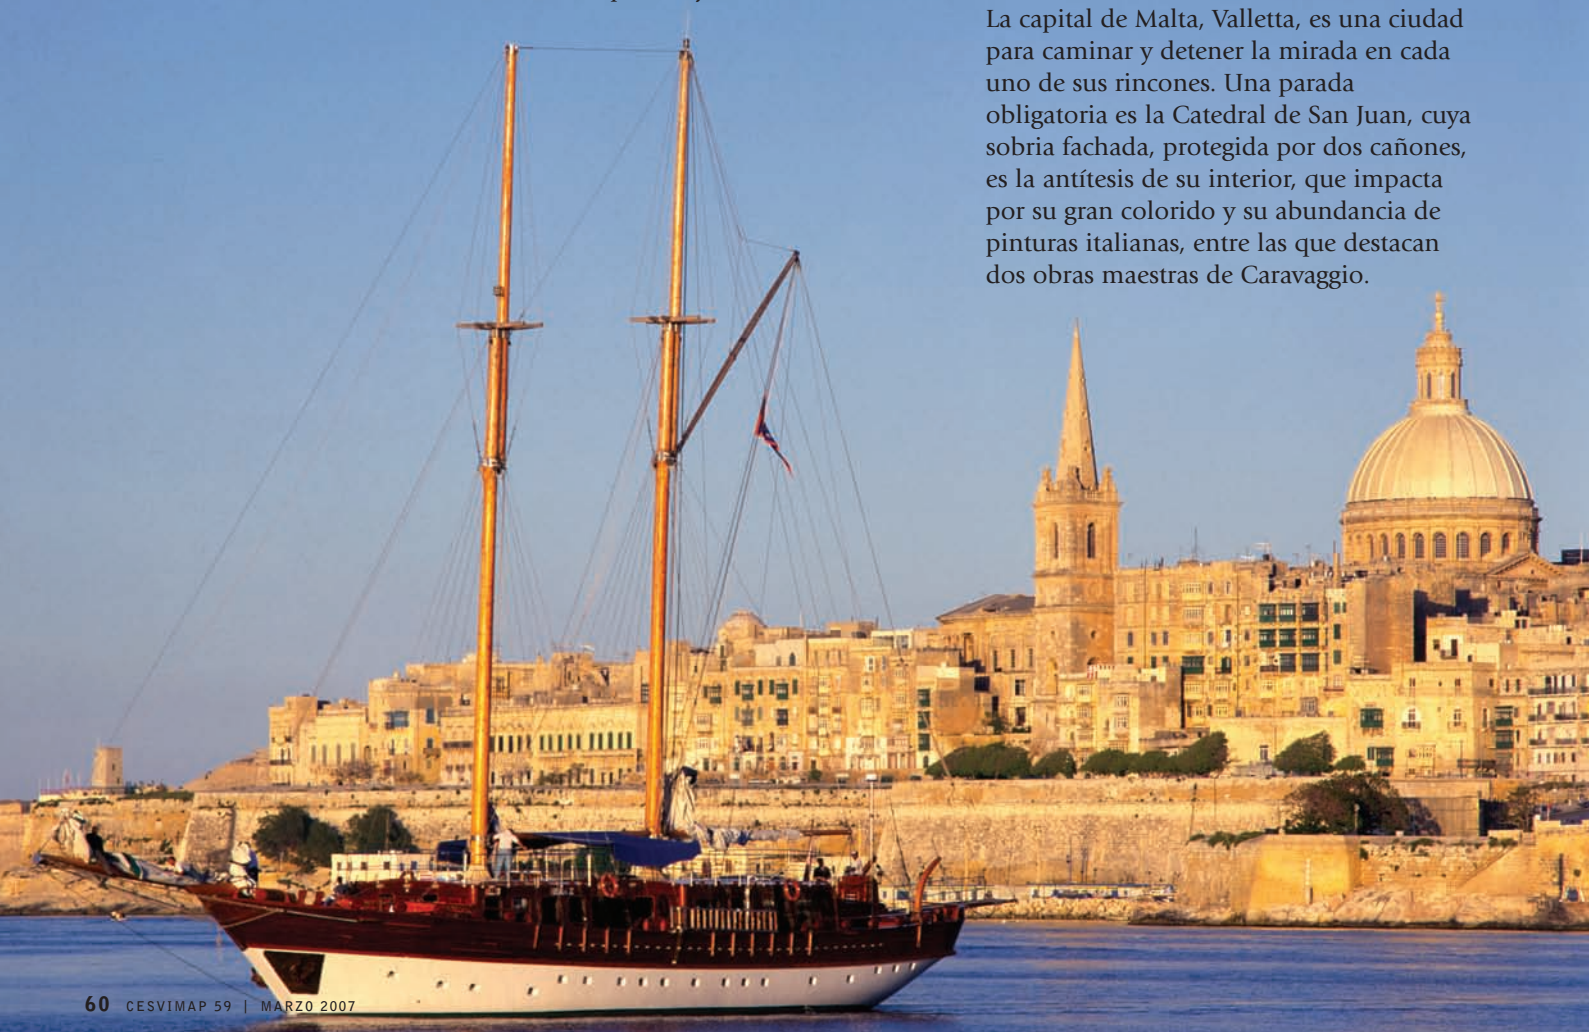 La capital de Malta, Valletta, es una ciudad
para caminar y detener la mirada en cada
uno de sus rincones. Una parada
obligatoria es la Catedral de San Juan, cuya
sobria fachada, protegida por dos cañones,
es la antítesis de su interior, que impacta
por su gran colorido y su abundancia de
pinturas italianas, entre las que destacan
dos obras maestras de Caravaggio.
60 CESVIMAP 59 | MARZO 2007